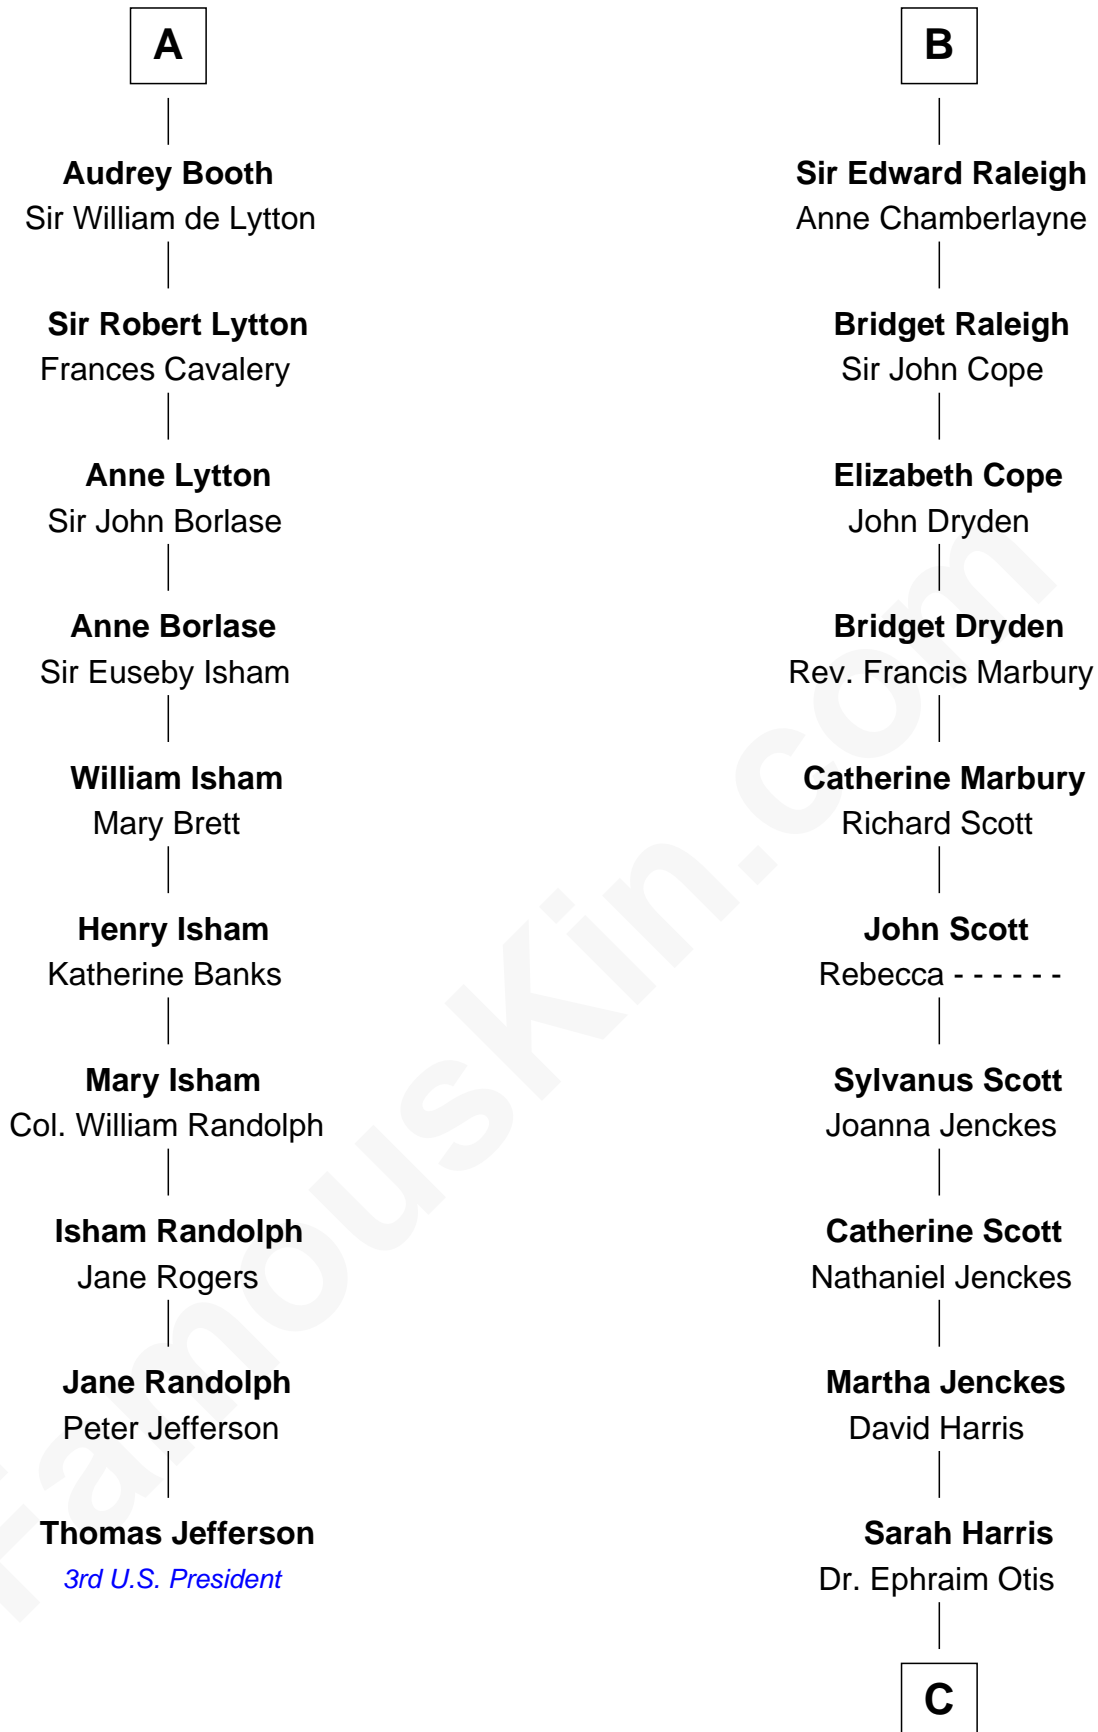 A
Audrey Booth
Sir William de Lytton
Sir Robert Lytton
Frances Cavalery
Anne Lytton
Sir John Borlase
Anne Borlase
Sir Euseby Isham
William Isham
Mary Brett
Henry Isham
Katherine Banks
Mary Isham
Col. William Randolph
Isham Randolph
Jane Rogers
Jane Randolph
Peter Jefferson
Thomas Jefferson
3rd U.S. President
B
Sir Edward Raleigh
Anne Chamberlayne
Bridget Raleigh
Sir John Cope
Elizabeth Cope
John Dryden
Bridget Dryden
Rev. Francis Marbury
Catherine Marbury
Richard Scott
John Scott
Rebecca - - - - - -
Sylvanus Scott
Joanna Jenckes
Catherine Scott
Nathaniel Jenckes
Martha Jenckes
David Harris
Sarah Harris
Dr. Ephraim Otis
C
FamousKin.com